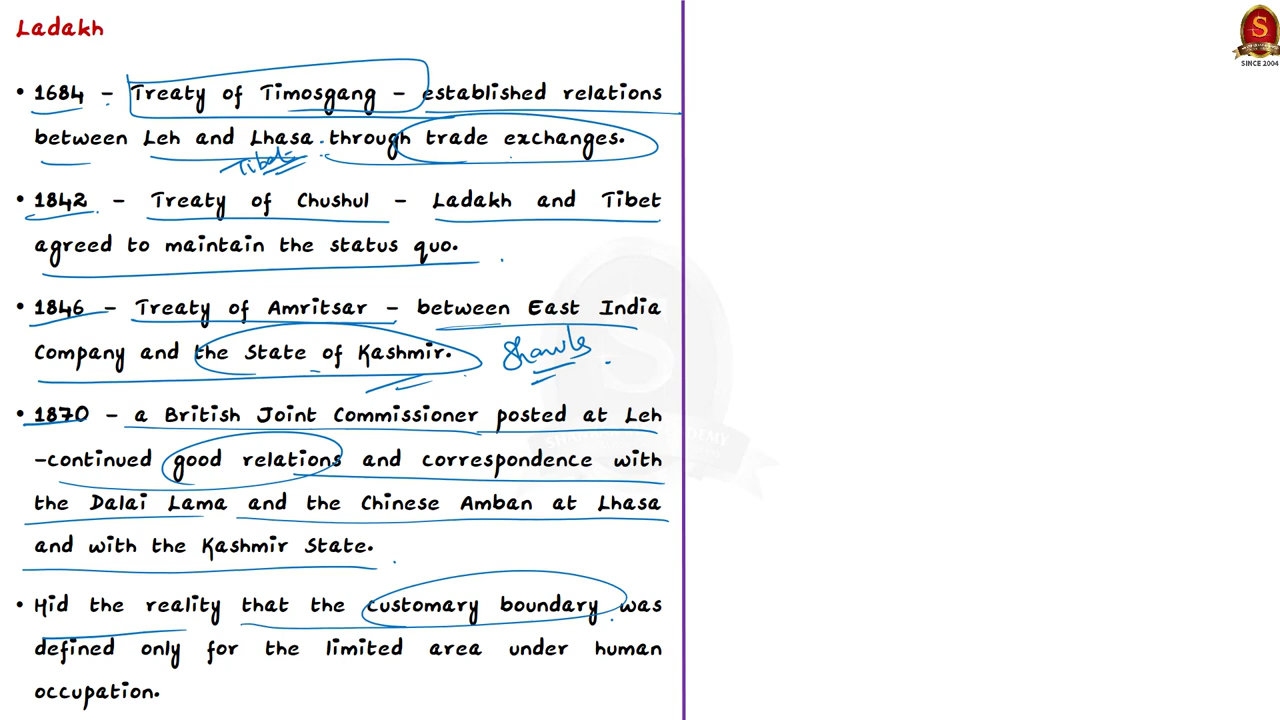 Ladakh
• 1684 - Treaty of Timosgang - established relations
between Leh and Lhasa through trade exchanges.
Tibet
• 1842 - Treaty of Chushul - Ladakh and Tibet
agreed to maintain the status quo.
• 1846 - Treaty of Amritsar - between East India
Company and the State of Kashmir.
Shawls
• 1870 - a British Joint Commissioner posted at Leh
-continued good relations and correspondence with
the Dalai Lama and the Chinese Amban at Lhasa
and with the Kashmir State.
• Hid the reality that the customary boundary was
defined only for the limited area under human
occupation.
S
SINCE 2004